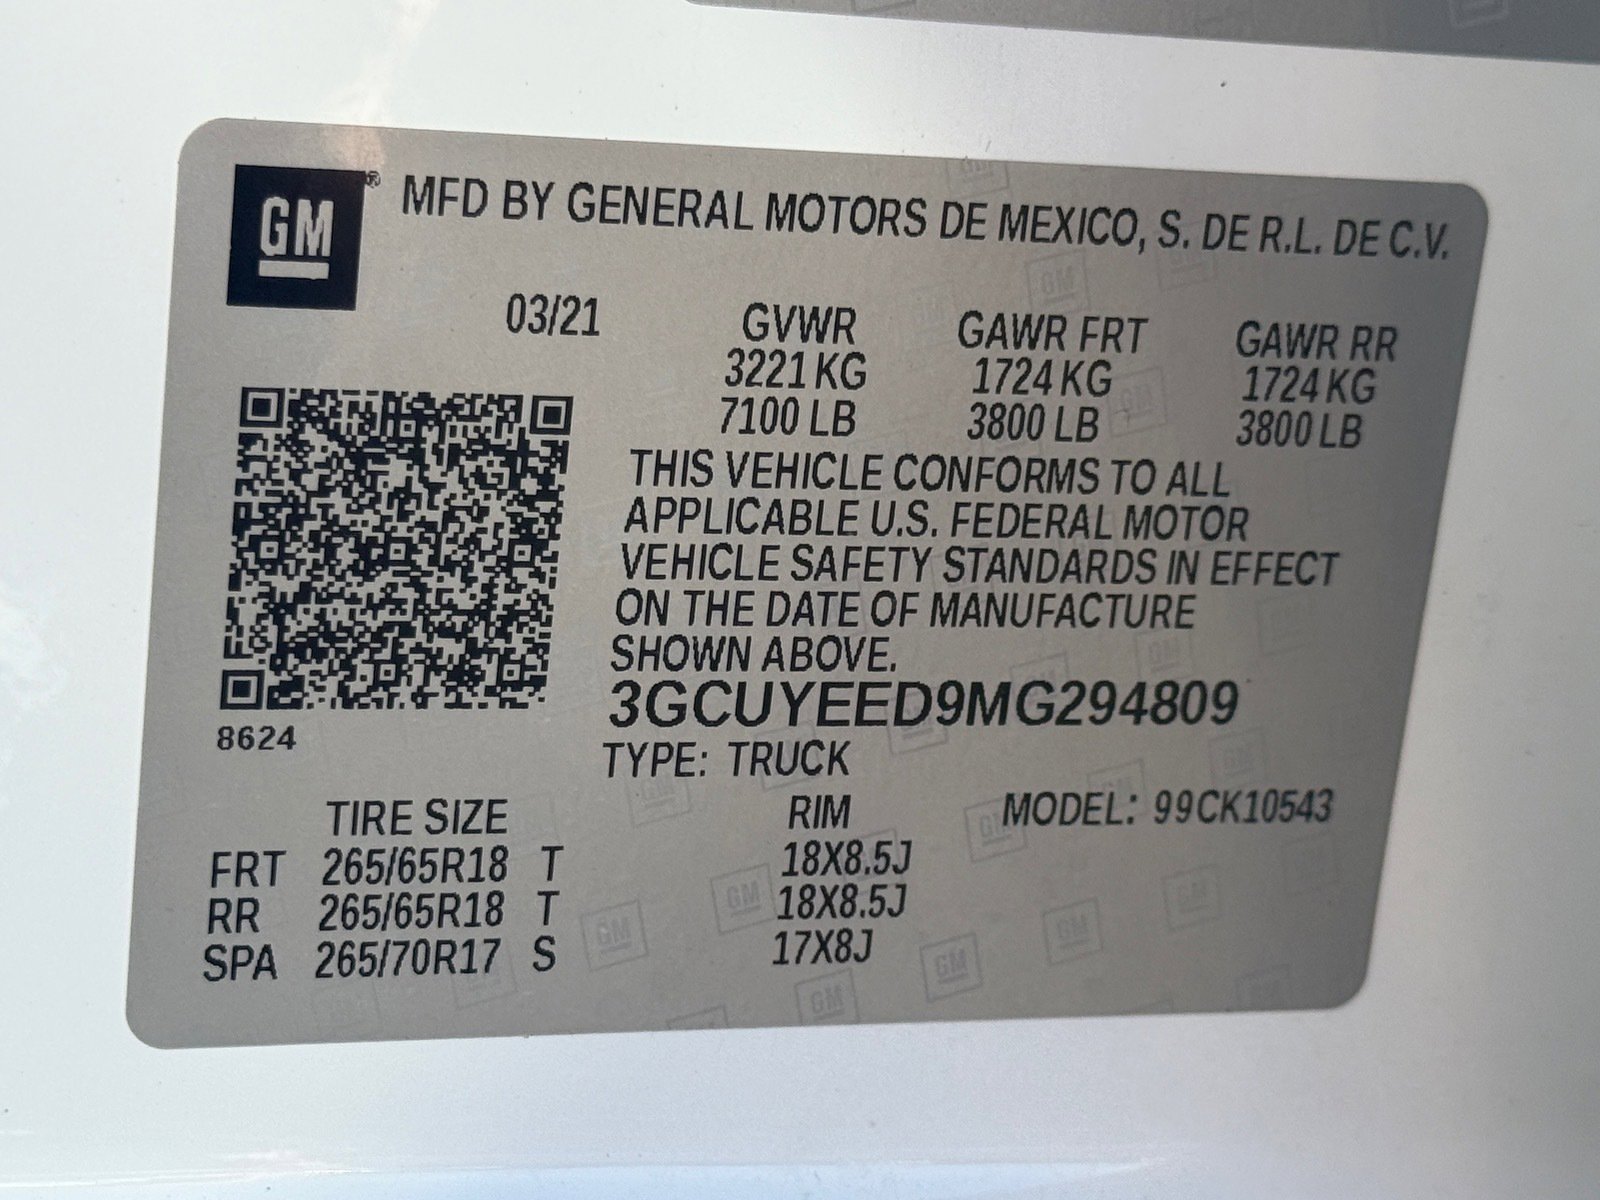 GM® MFD BY GENERAL MOTORS DE MEXICO, S. DE R.L. DE C.V.
03/21 GVWR GAWR FRT GAWR RR
3221 KG 1724 KG 1724 KG
7100 LB 3800 LB 3800 LB
THIS VEHICLE CONFORMS TO ALL
APPLICABLE U.S. FEDERAL MOTOR
VEHICLE SAFETY STANDARDS IN EFFECT
ON THE DATE OF MANUFACTURE
SHOWN ABOVE.
3GCUYEED9MG294809
8624
TYPE: TRUCK
TIRE SIZE RIM MODEL: 99CK10543
FRT 265/65R18 T 18X8.5J
RR 265/65R18 T 18X8.5J
SPA 265/70R17 S 17X8J